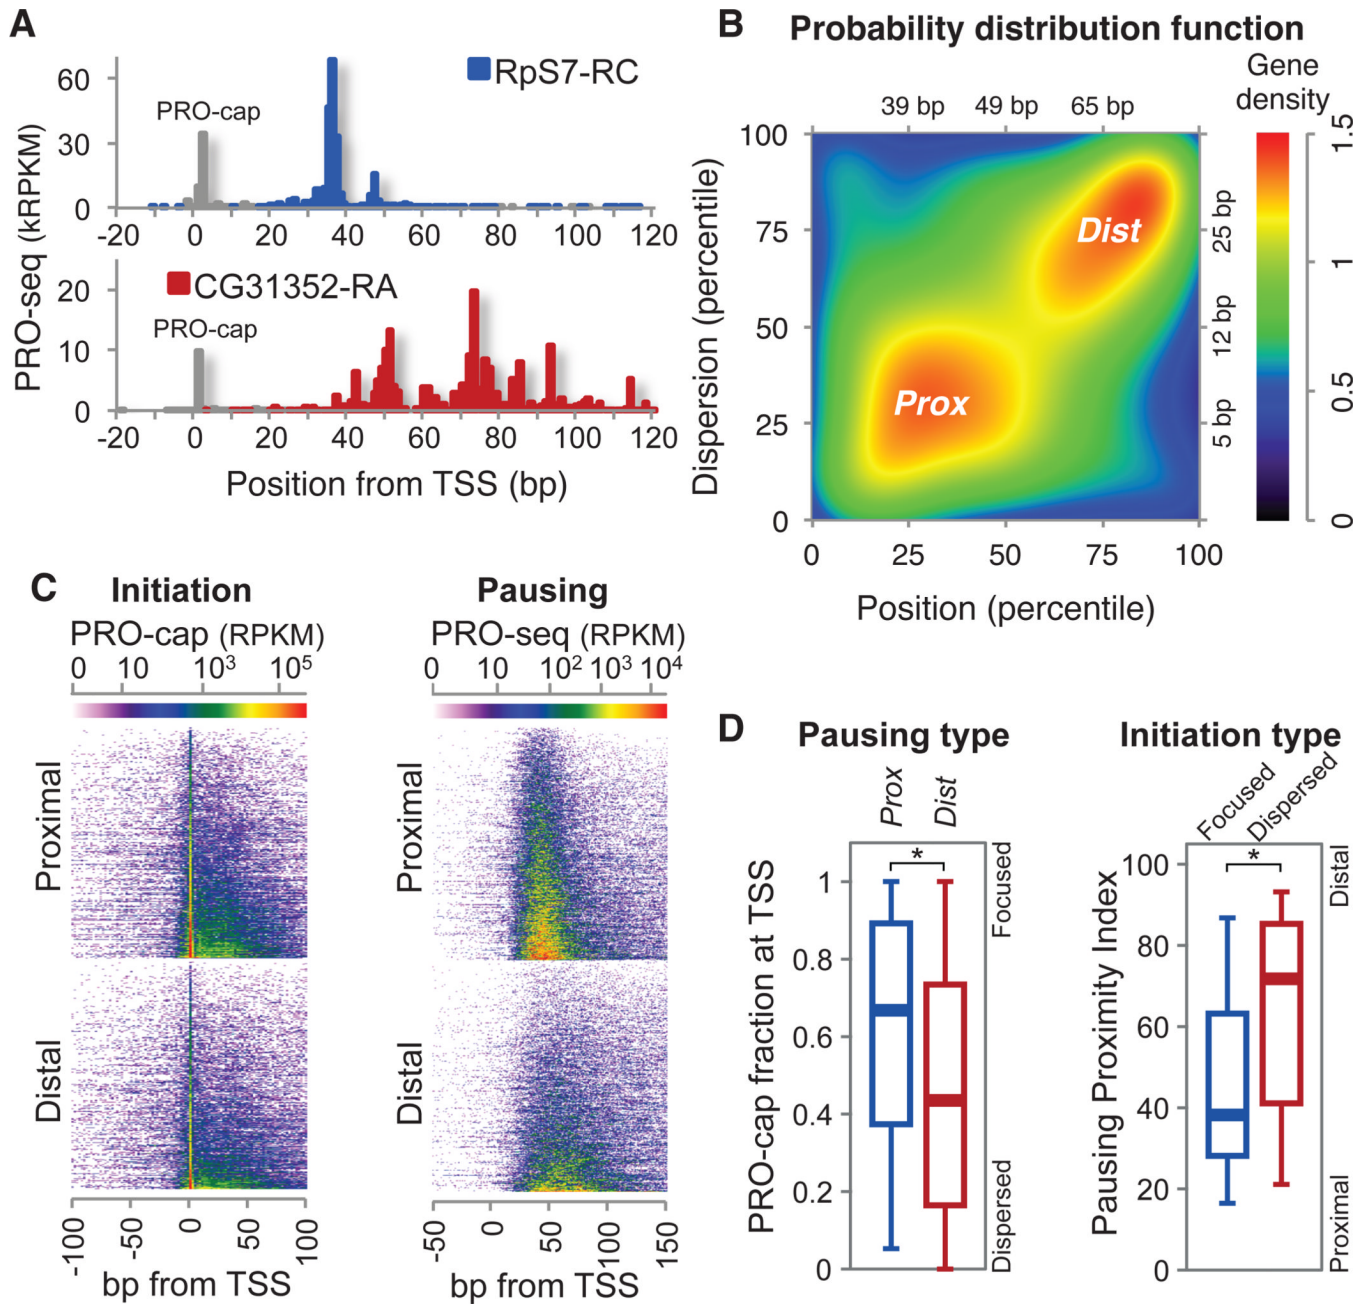 A
PRO-seq (kRPKM)
60
30
0
PRO-cap
RpS7-RC
-20 0 20 40 60 80 100 120
20
10
0
CG31352-RA
PRO-cap
-20 0 20 40 60 80 100 120
Position from TSS (bp)
B
Probability distribution function
39 bp 49 bp 65 bp
Dispersion (percentile)
100
75
50
25
0
Dist
Prox
25 bp
12 bp
5 bp
0 25 50 75 100
Position (percentile)
Gene
density
1.5
1
0.5
0
C
Initiation
PRO-cap (RPKM)
0 10 10³ 10⁵
Proximal
Distal
-100 -50 0 50 100
bp from TSS
Pausing
PRO-seq (RPKM)
0 10 10² 10³ 10⁴
Proximal
Distal
-50 0 50 100 150
bp from TSS
D
Pausing type
Prox Dist
*
PRO-cap fraction at TSS
1
0.8
0.6
0.4
0.2
0
Focused
Dispersed
Initiation type
Focused Dispersed
*
Pausing Proximity Index
100
80
60
40
20
0
Distal
Proximal